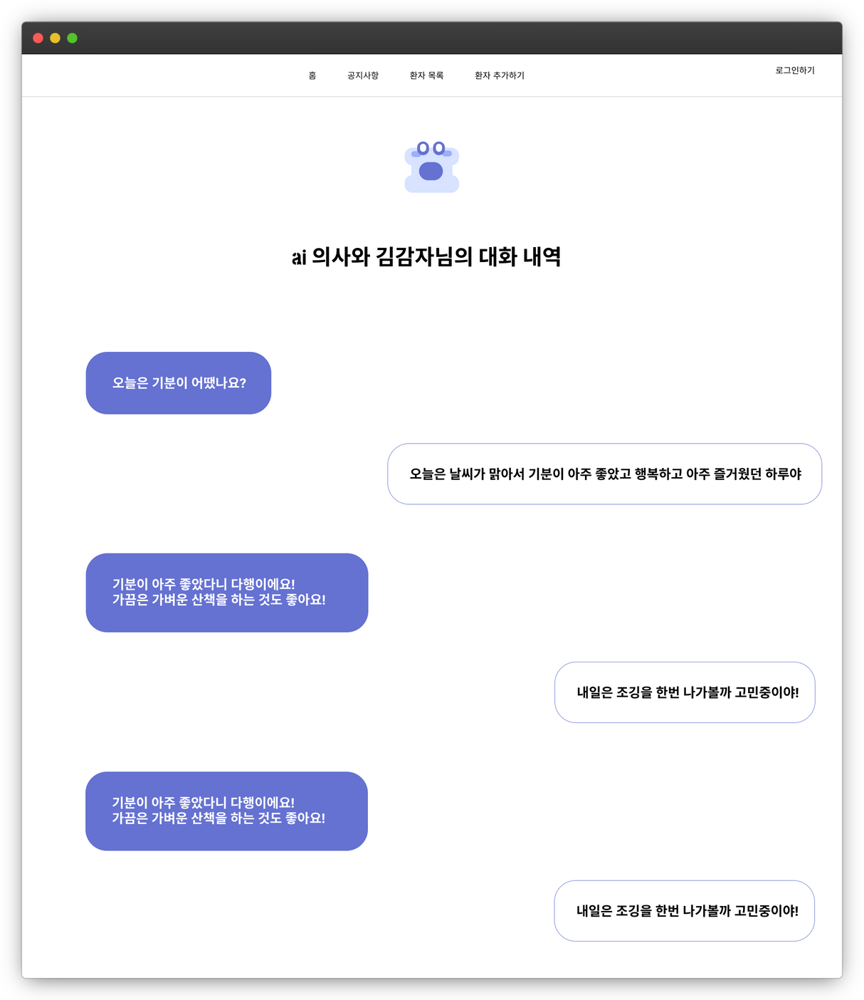 홈 공지사항 환자 목록 환자 추가하기 로그인하기
ai 의사와 김감자님의 대화 내역
오늘은 기분이 어땠나요?
오늘은 날씨가 맑아서 기분이 아주 좋았고 행복하고 아주 즐거웠던 하루야
기분이 아주 좋았다니 다행이에요!
가끔은 가벼운 산책을 하는 것도 좋아요!
내일은 조깅을 한번 나가볼까 고민중이야!
기분이 아주 좋았다니 다행이에요!
가끔은 가벼운 산책을 하는 것도 좋아요!
내일은 조깅을 한번 나가볼까 고민중이야!